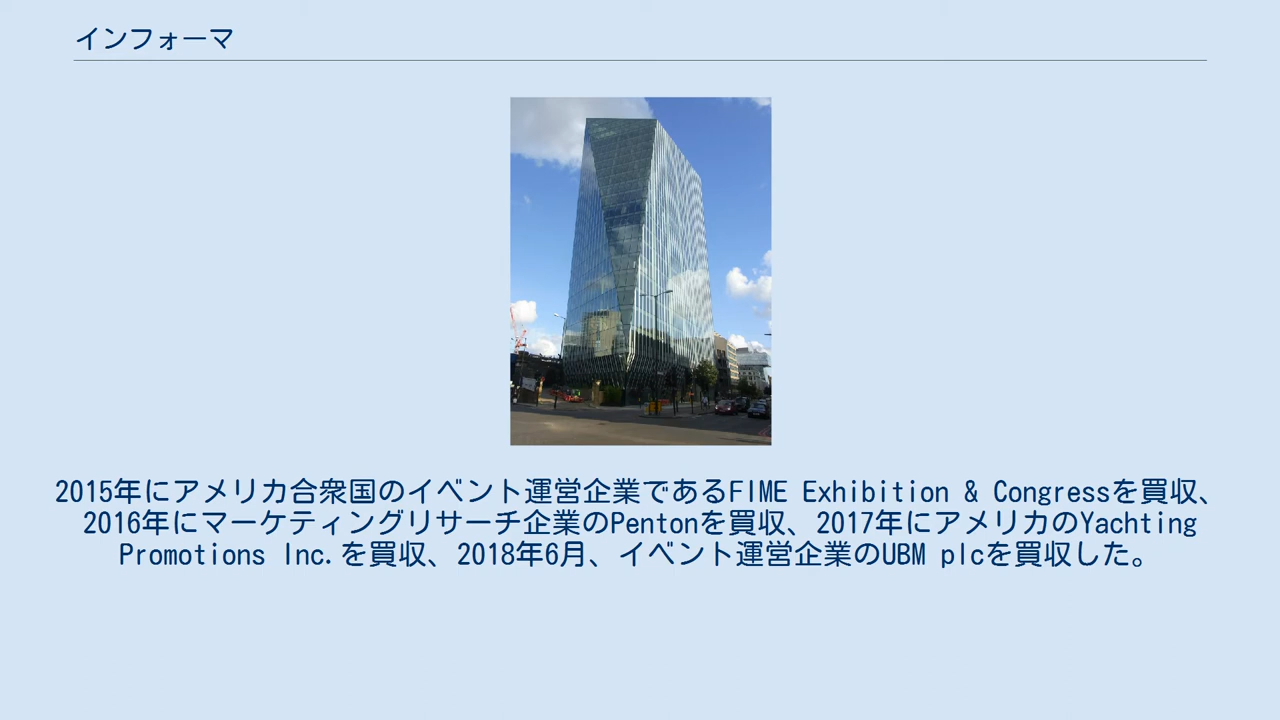 インフォーマ
2015年にアメリカ合衆国のイベント運営企業であるFIME Exhibition & Congressを買収、
2016年にマーケティングリサーチ企業のPentonを買収、2017年にアメリカのYachting
Promotions Inc.を買収、2018年6月、イベント運営企業のUBM plcを買収した。